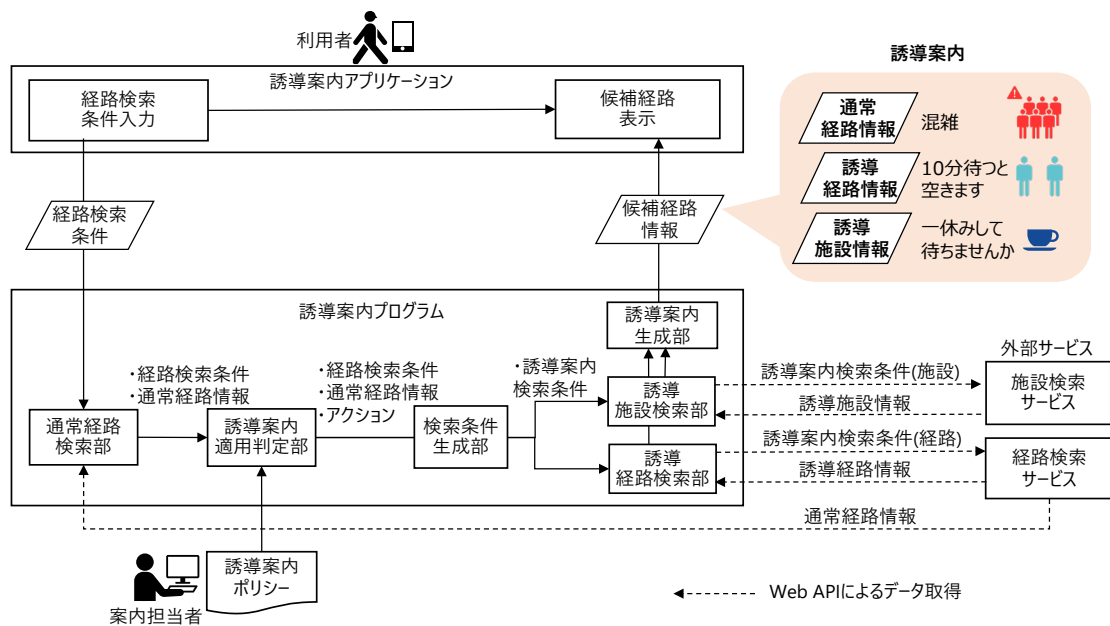 利用者
誘導案内アプリケーション
経路検索
条件入力
候補経路
表示
経路検索
条件
候補経路
情報
誘導案内
通常
経路情報
混雑
誘導
経路情報
10分待つと
空きます
誘導
施設情報
一休みして
待ちませんか
誘導案内プログラム
誘導案内
生成部
・経路検索条件
・通常経路情報
・経路検索条件
・通常経路情報
・アクション
・誘導案内
検索条件
通常経路
検索部
誘導案内
適用判定部
検索条件
生成部
誘導
施設検索部
誘導
経路検索部
誘導案内検索条件(施設)
誘導施設情報
誘導案内検索条件(経路)
誘導経路情報
通常経路情報
外部サービス
施設検索
サービス
経路検索
サービス
誘導案内
ポリシー
案内担当者
Web APIによるデータ取得